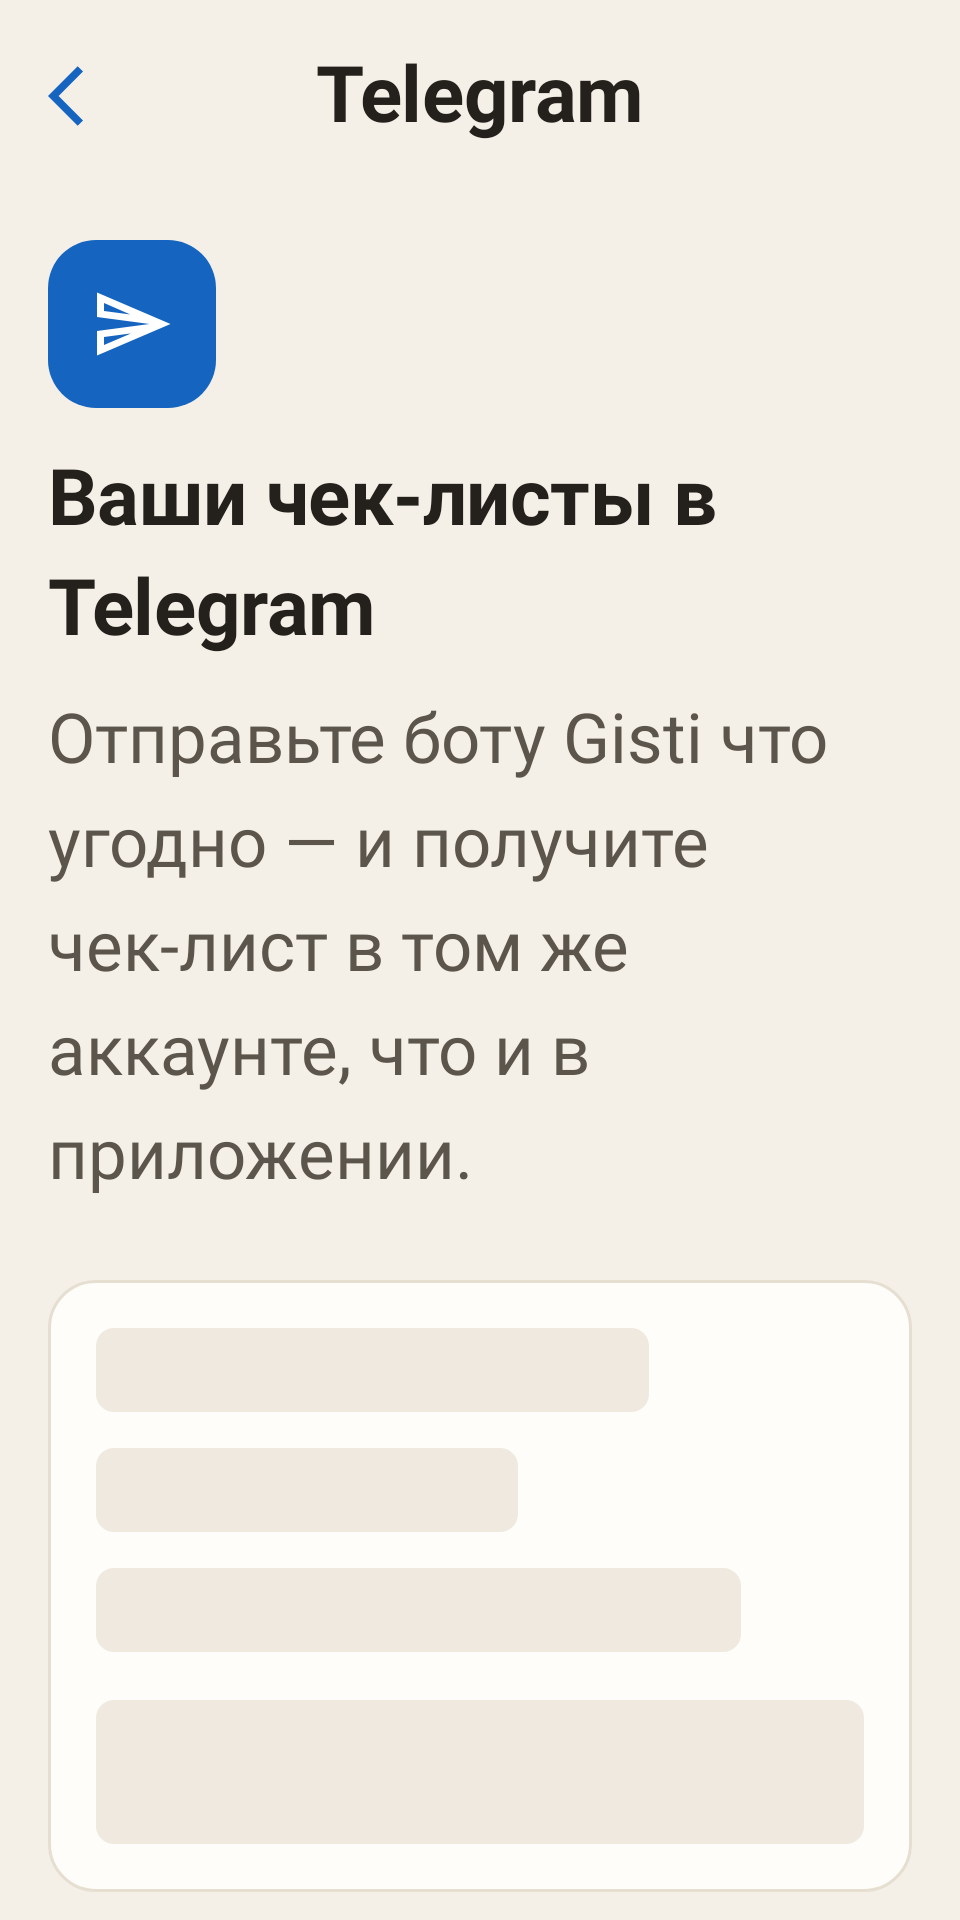 Telegram
Ваши чек-листы в
Telegram
Отправьте боту Gisti что
угодно — и получите
чек-лист в том же
аккаунте, что и в
приложении.